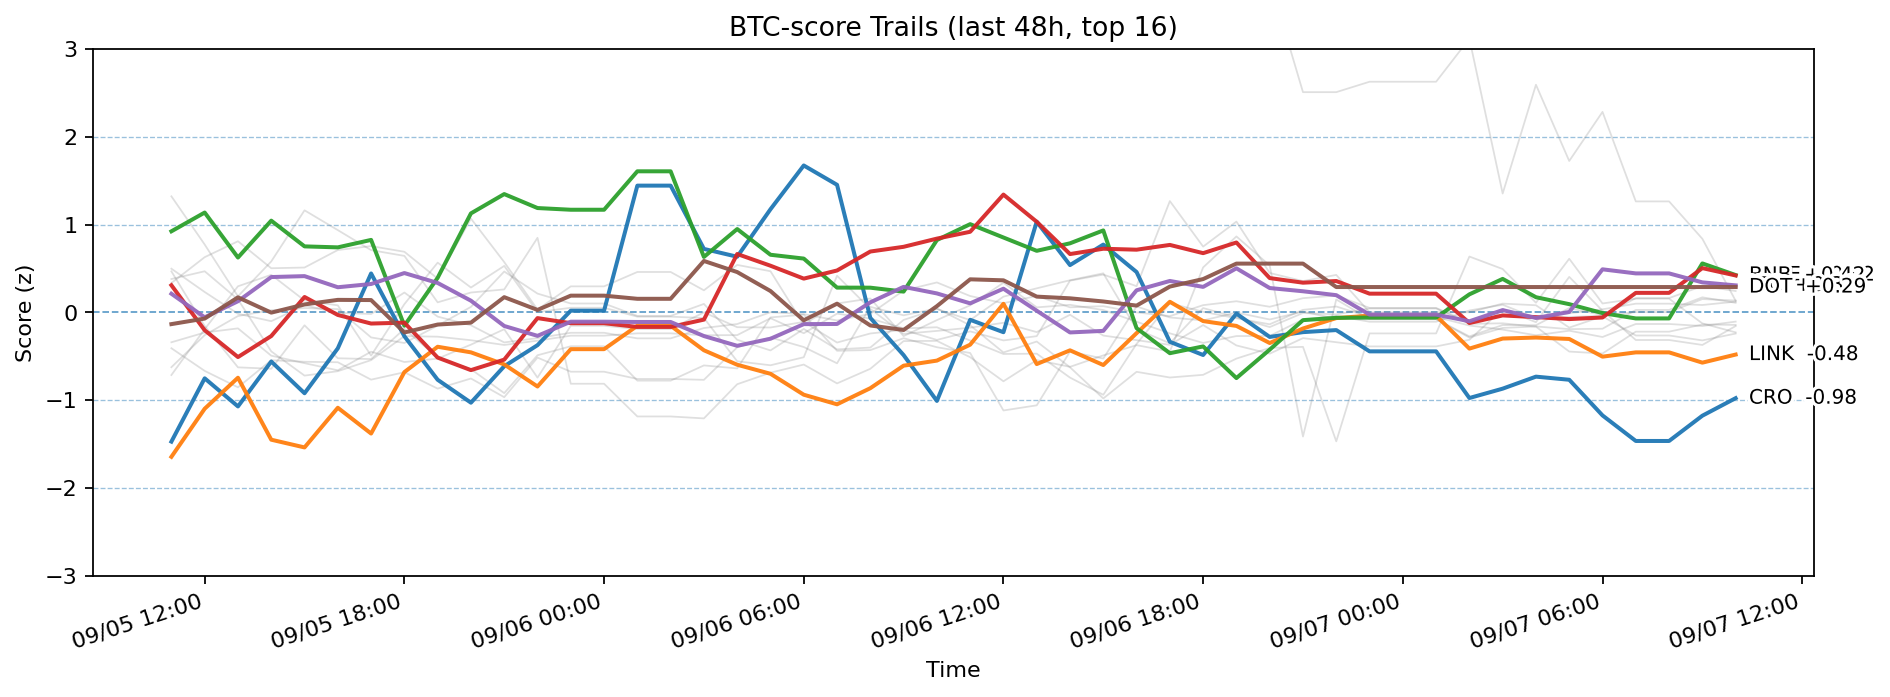 BTC-score Trails (last 48h, top 16)
Score (z)
3
2
1
0
−1
−2
−3
DOT +0.29
LINK -0.48
CRO -0.98
09/05 12:00
09/05 18:00
09/06 00:00
09/06 06:00
09/06 12:00
09/06 18:00
09/07 00:00
09/07 06:00
09/07 12:00
Time